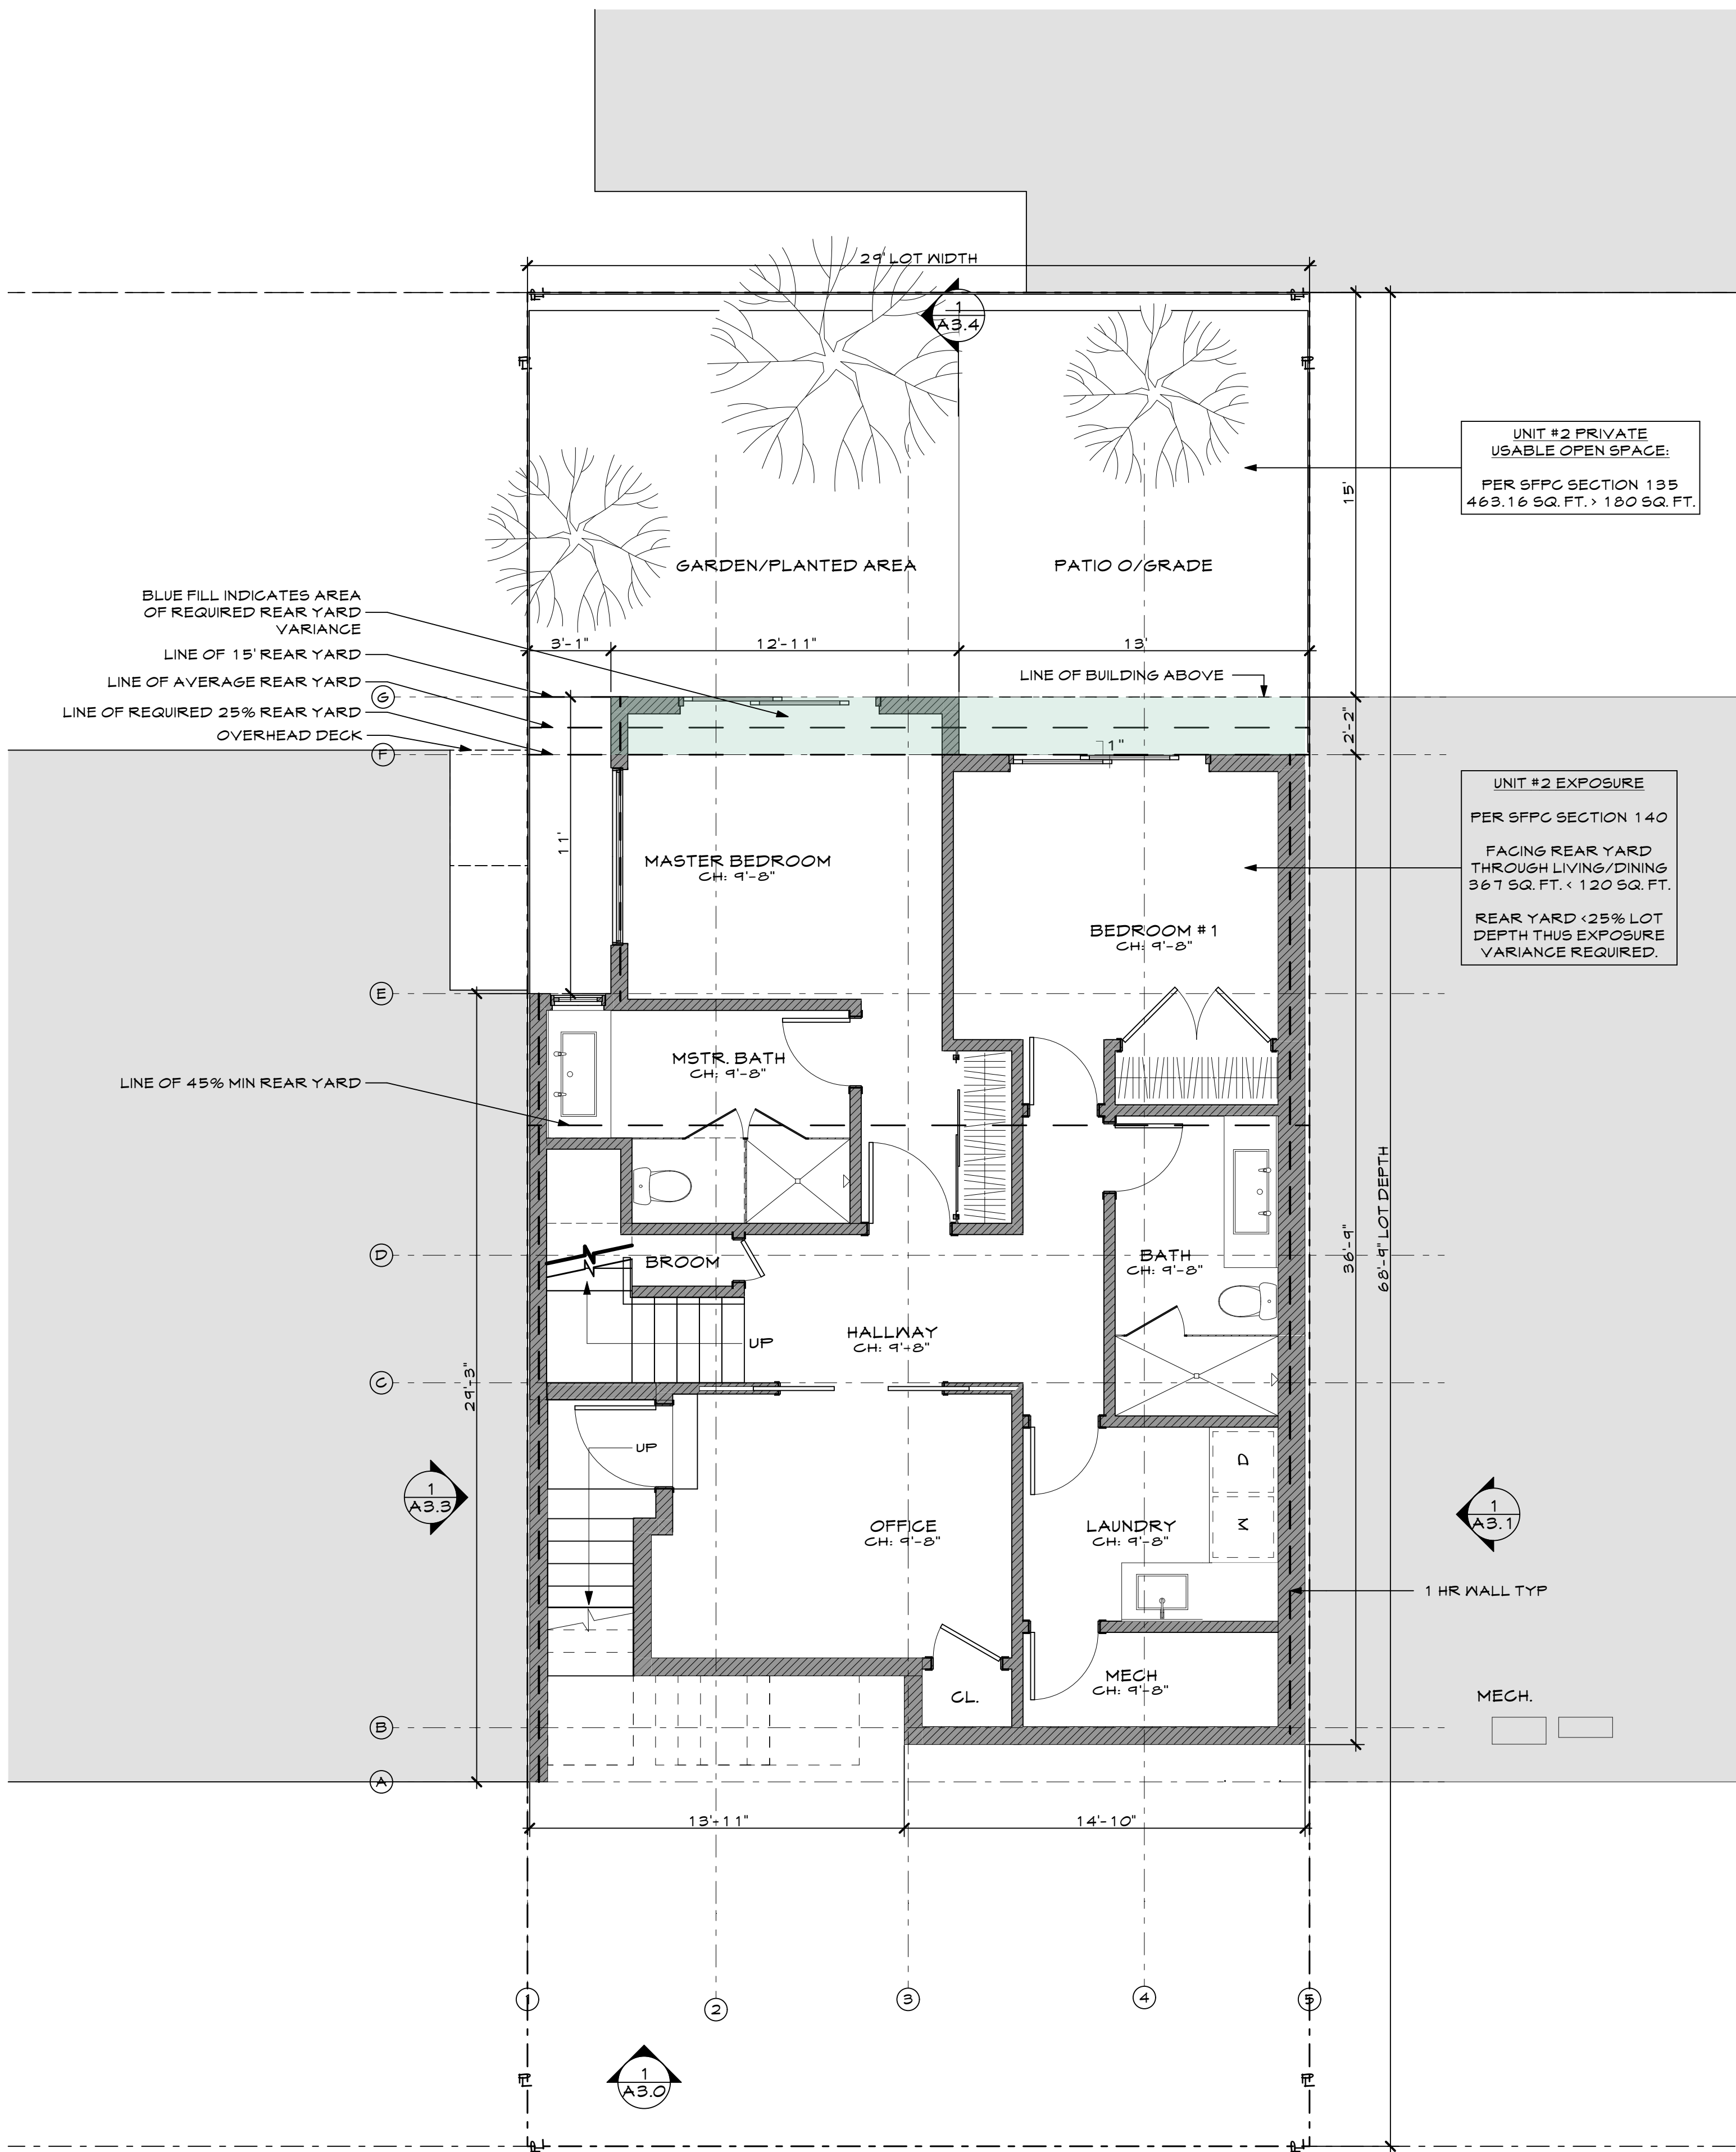 29' LOT WIDTH
PL
PL
1
A3.4
PL
PL
UNIT #2 PRIVATE
USABLE OPEN SPACE:
PER SFPC SECTION 135
463.16 SQ. FT. > 180 SQ. FT.
15'
GARDEN/PLANTED AREA
PATIO O/GRADE
BLUE FILL INDICATES AREA
OF REQUIRED REAR YARD
VARIANCE
3'-1"
12'-11"
13'
LINE OF 15' REAR YARD
LINE OF BUILDING ABOVE
LINE OF AVERAGE REAR YARD
G
LINE OF REQUIRED 25% REAR YARD
2'-2"
OVERHEAD DECK
F
1"
UNIT #2 EXPOSURE
PER SFPC SECTION 140
FACING REAR YARD
THROUGH LIVING/DINING
367 SQ. FT. < 120 SQ. FT.
REAR YARD <25% LOT
DEPTH THUS EXPOSURE
VARIANCE REQUIRED.
11'
MASTER BEDROOM
CH: 9'-8"
BEDROOM #1
CH: 9'-8"
E
MSTR. BATH
CH: 9'-8"
LINE OF 45% MIN REAR YARD
68'-9" LOT DEPTH
36'-9"
D
BROOM
BATH
CH: 9'-8"
UP
HALLWAY
CH: 9'-8"
C
29'-3"
UP
D
1
A3.3
OFFICE
CH: 9'-8"
LAUNDRY
CH: 9'-8"
W
1
A3.1
1 HR WALL TYP
MECH
CH: 9'-8"
CL.
MECH.
B
A
13'-11"
14'-10"
1
2
3
4
5
1
A3.0
PL
PL
PL
PL